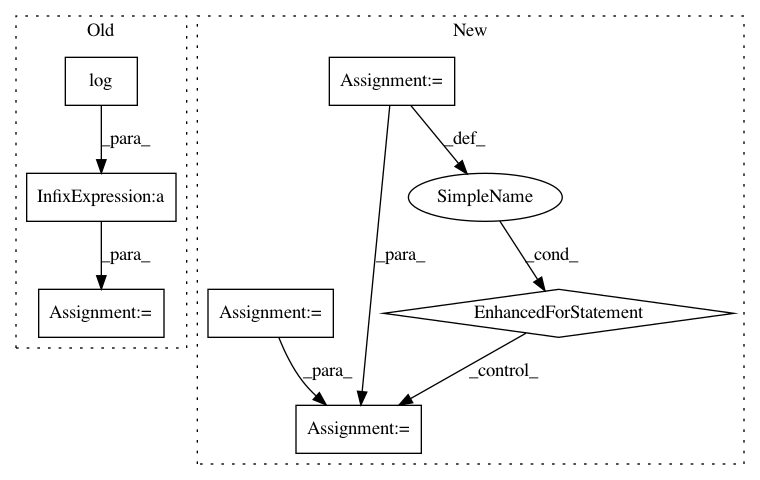 Old
New
log
Assignment:=
_para_
_def_
InfixExpression:a
SimpleName
_para_
_para_
_cond_
Assignment:=
Assignment:=
EnhancedForStatement
_para_
_control_
Assignment:=